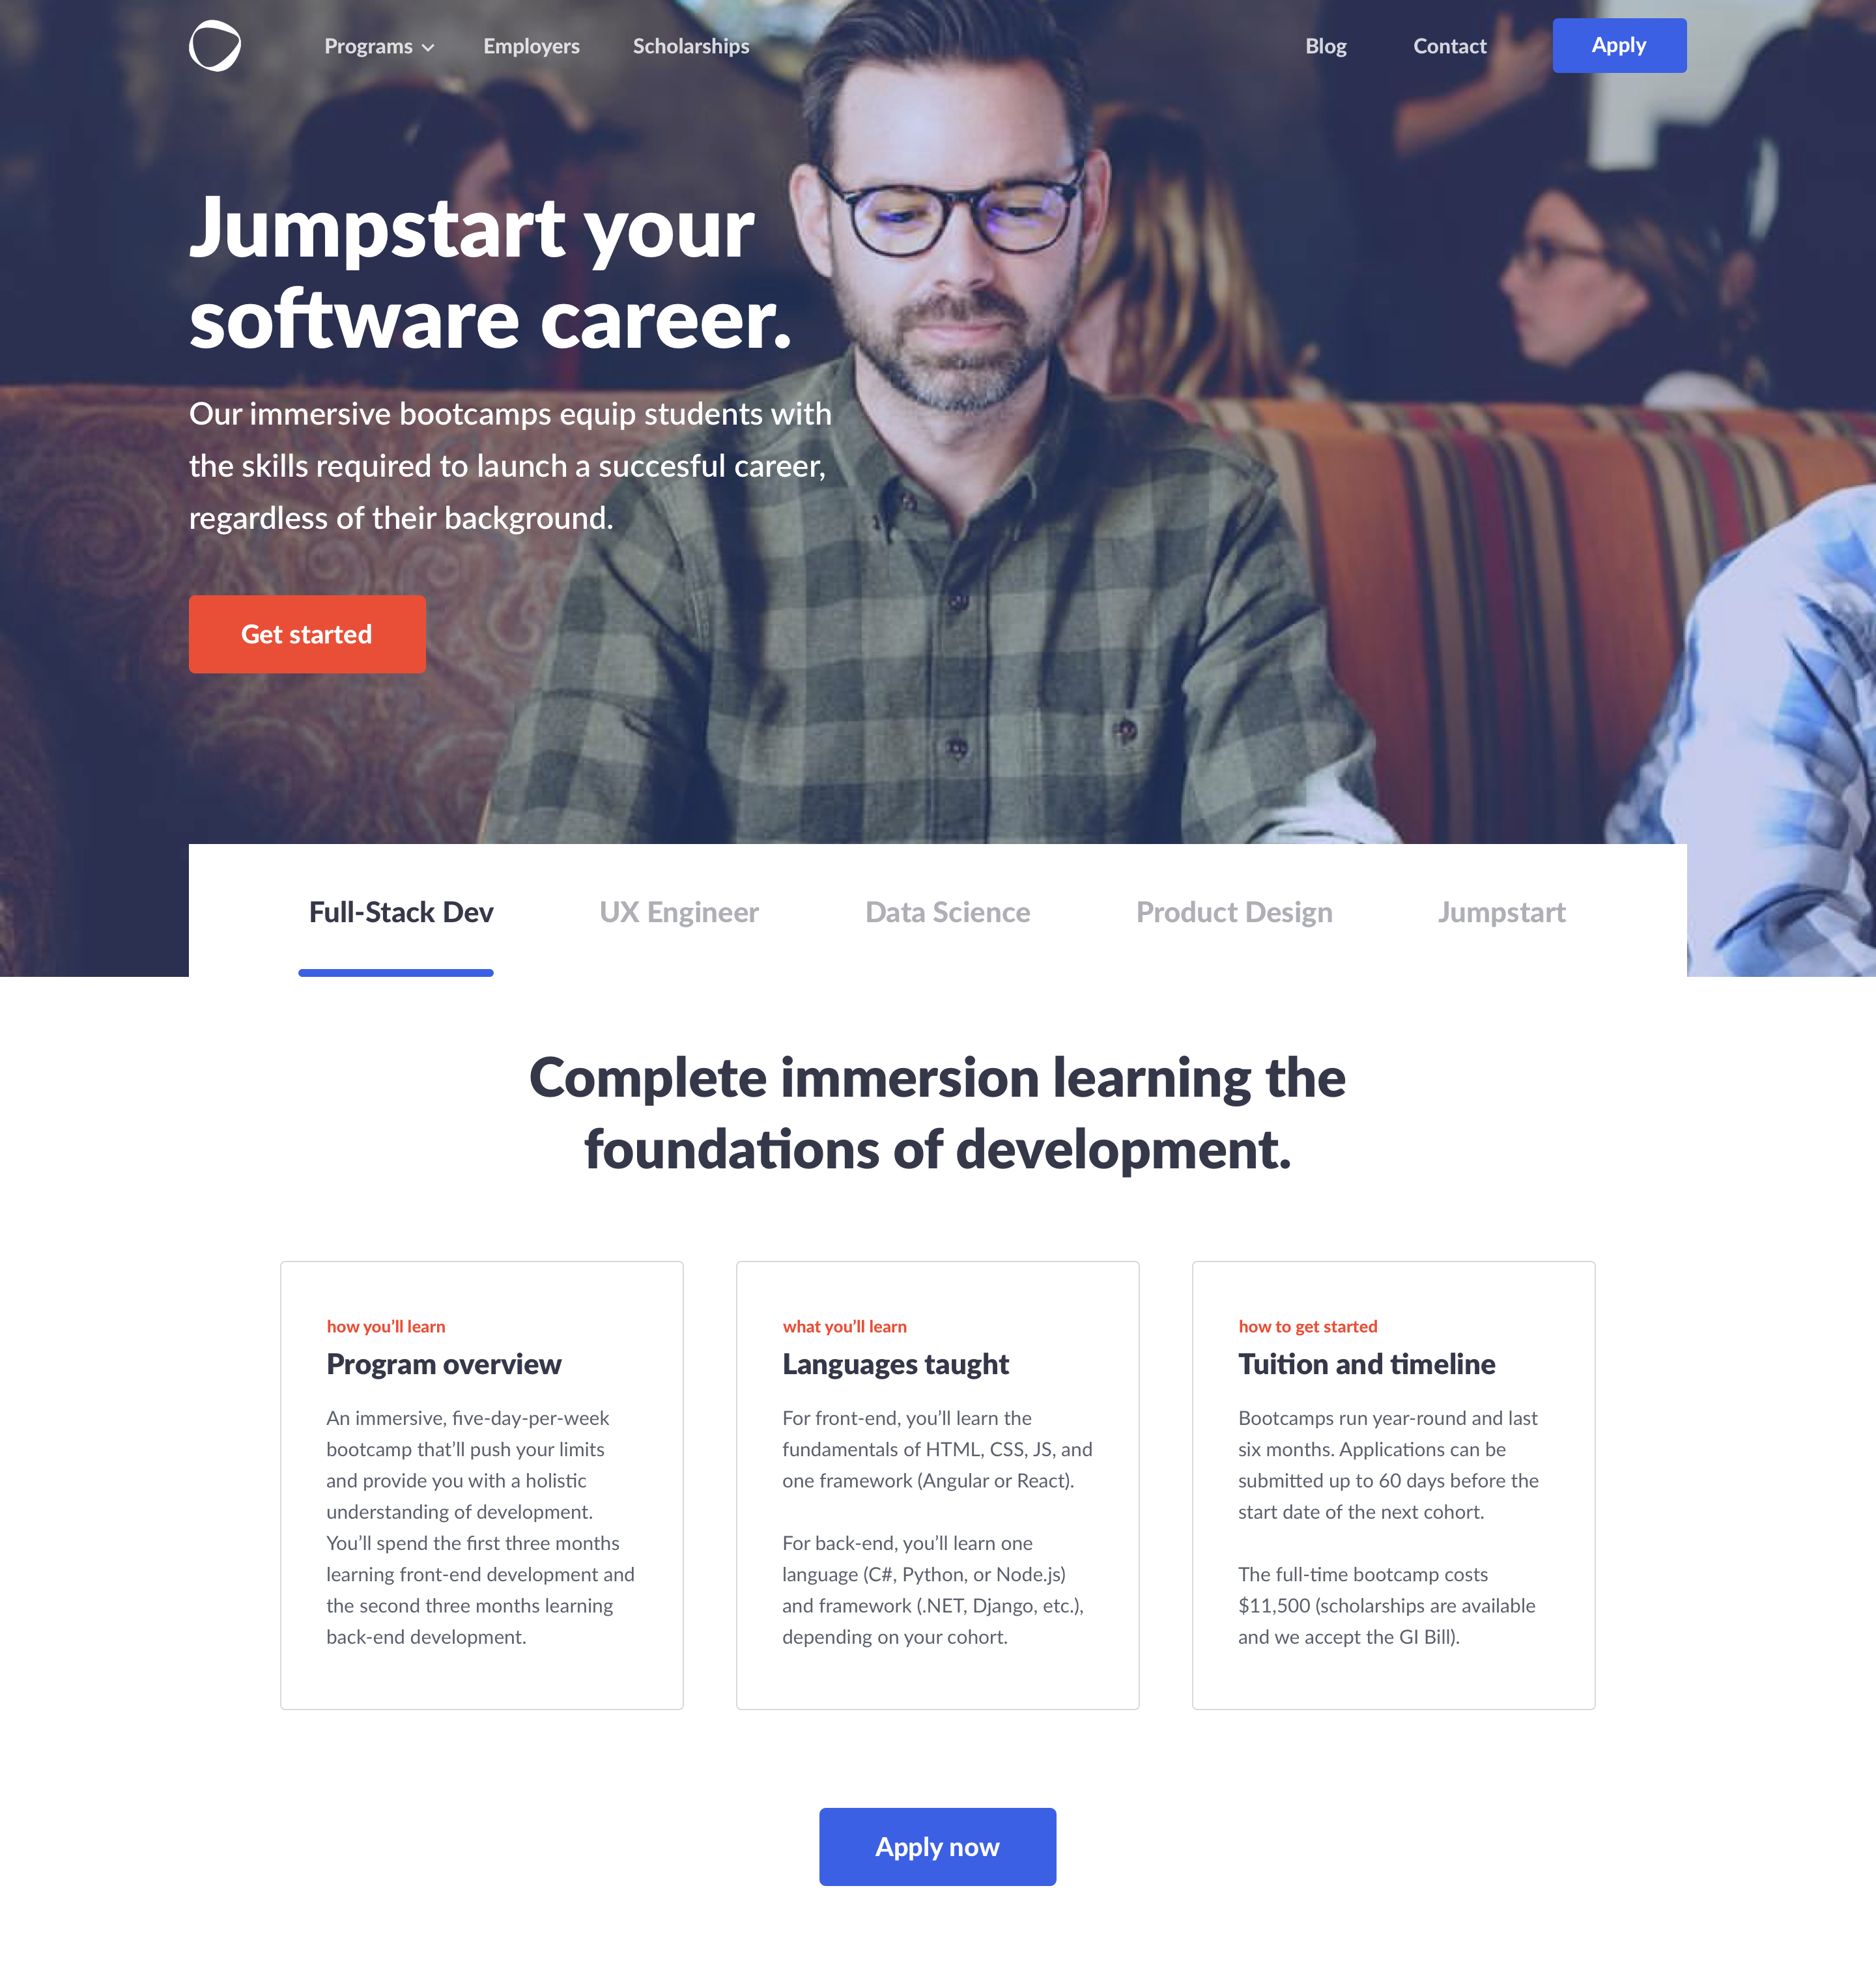 Programs Employers Scholarships Blog Contact Apply
Jumpstart your
software career.
Our immersive bootcamps equip students with
the skills required to launch a succesful career,
regardless of their background.
Get started
Full-Stack Dev UX Engineer Data Science Product Design Jumpstart
Complete immersion learning the
foundations of development.
how you’ll learn
Program overview
An immersive, five-day-per-week
bootcamp that’ll push your limits
and provide you with a holistic
understanding of development.
You’ll spend the first three months
learning front-end development and
the second three months learning
back-end development.
what you’ll learn
Languages taught
For front-end, you’ll learn the
fundamentals of HTML, CSS, JS, and
one framework (Angular or React).
For back-end, you’ll learn one
language (C#, Python, or Node.js)
and framework (.NET, Django, etc.),
depending on your cohort.
how to get started
Tuition and timeline
Bootcamps run year-round and last
six months. Applications can be
submitted up to 60 days before the
start date of the next cohort.
The full-time bootcamp costs
$11,500 (scholarships are available
and we accept the GI Bill).
Apply now